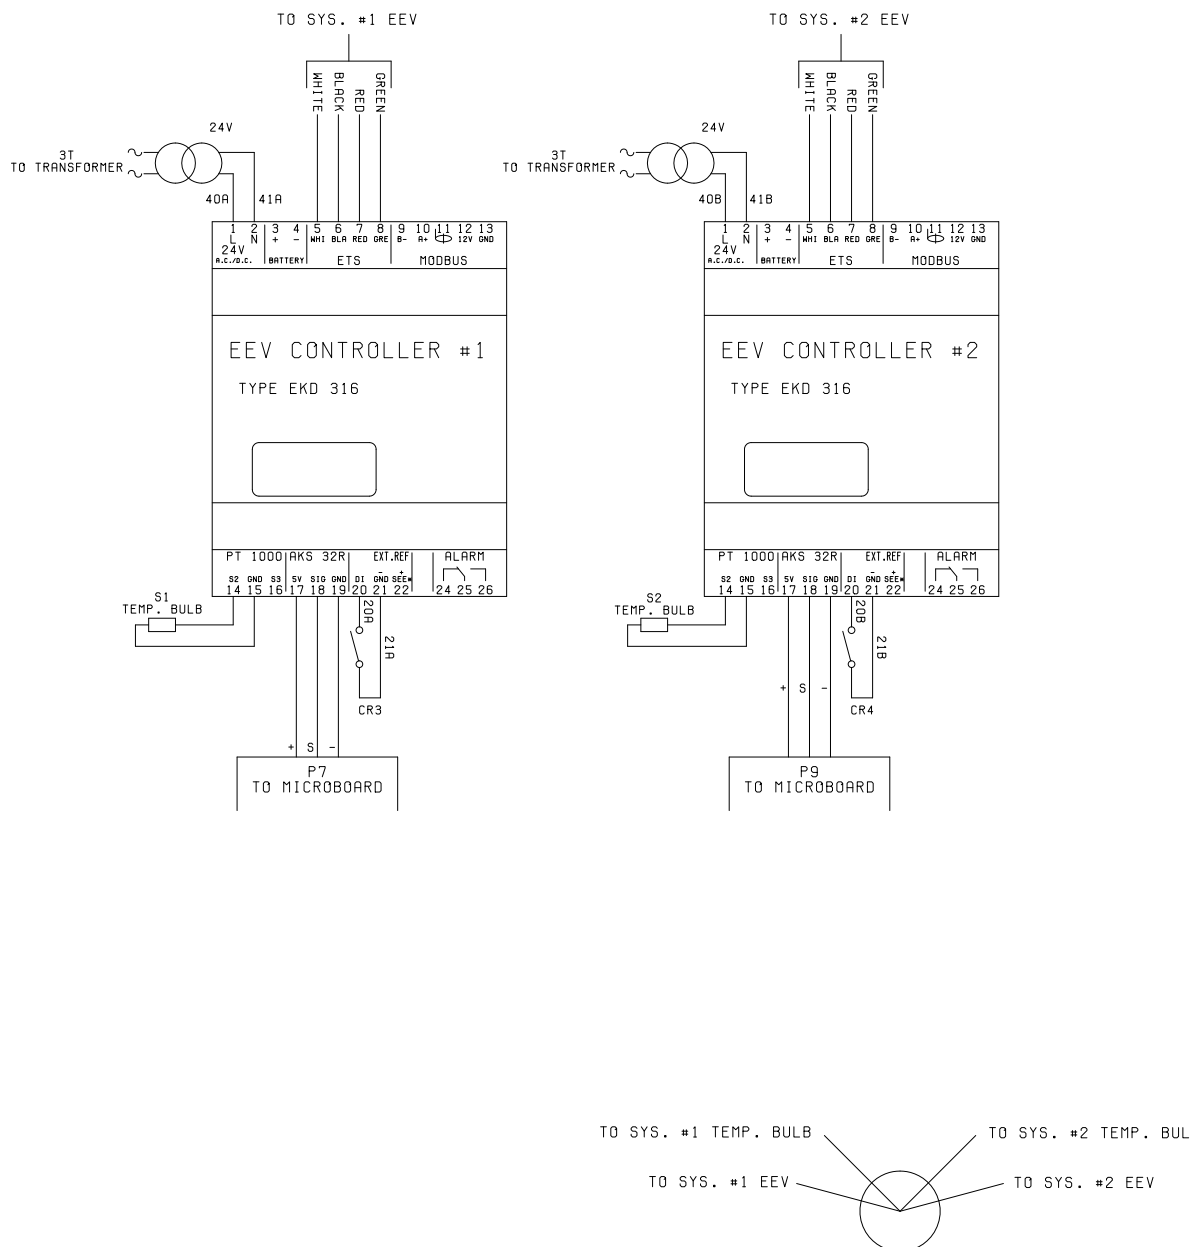 TO SYS. #1 EEV
WHITE
BLACK
RED
GREEN
24V
3T
TO TRANSFORMER
40A
41A
1 2 3 4 5 6 7 8 9 10 11 12 13
L N + - WHI BLA RED GRE B- A+ 12V GND
24V
A.C./D.C. BATTERY ETS MODBUS
EEV CONTROLLER #1
TYPE EKD 316
PT 1000 AKS 32R EXT.REF ALARM
- +
S2 GND S3 5V SIG GND DI GND SEE*
14 15 16 17 18 19 20 21 22 24 25 26
S1
TEMP. BULB
20A
21A
CR3
+ S -
P7
TO MICROBOARD
TO SYS. #2 EEV
WHITE
BLACK
RED
GREEN
24V
3T
TO TRANSFORMER
40B
41B
1 2 3 4 5 6 7 8 9 10 11 12 13
L N + - WHI BLA RED GRE B- A+ 12V GND
24V
A.C./D.C. BATTERY ETS MODBUS
EEV CONTROLLER #2
TYPE EKD 316
PT 1000 AKS 32R EXT.REF ALARM
- +
S2 GND S3 5V SIG GND DI GND SEE*
14 15 16 17 18 19 20 21 22 24 25 26
S2
TEMP. BULB
20B
21B
+ S -
CR4
P9
TO MICROBOARD
TO SYS. #1 TEMP. BULB
TO SYS. #2 TEMP. BUL
TO SYS. #1 EEV
TO SYS. #2 EEV